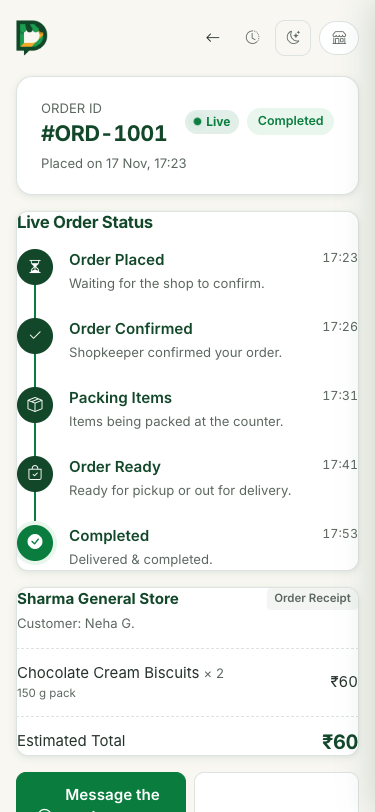 ORDER ID
#ORD-1001
Live
Completed
Placed on 17 Nov, 17:23
Live Order Status
Order Placed
17:23
Waiting for the shop to confirm.
Order Confirmed
17:26
Shopkeeper confirmed your order.
Packing Items
17:31
Items being packed at the counter.
Order Ready
17:41
Ready for pickup or out for delivery.
Completed
17:53
Delivered & completed.
Sharma General Store
Order Receipt
Customer: Neha G.
Chocolate Cream Biscuits × 2
₹60
150 g pack
Estimated Total
₹60
Message the